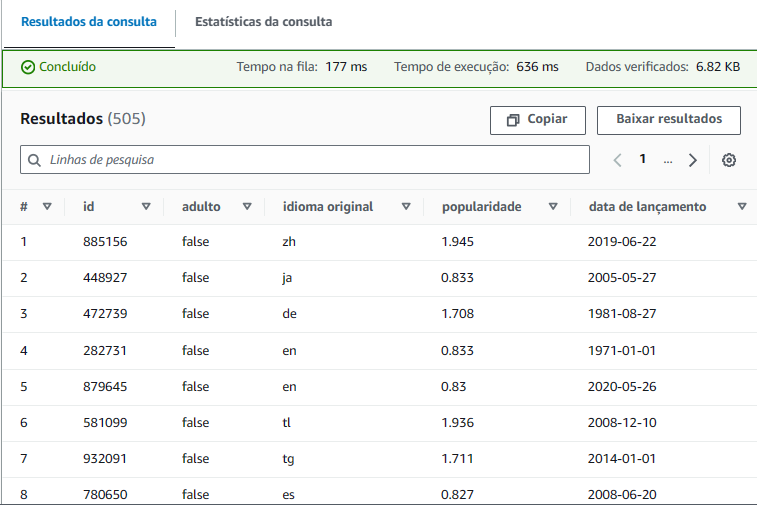 Resultados da consulta Estatísticas da consulta
Concluído Tempo na fila: 177 ms Tempo de execução: 636 ms Dados verificados: 6.82 KB
Resultados (505) Copiar Baixar resultados
Linhas de pesquisa 1 ...
# id adulto idioma original popularidade data de lançamento
1 885156 false zh 1.945 2019-06-22
2 448927 false ja 0.833 2005-05-27
3 472739 false de 1.708 1981-08-27
4 282731 false en 0.833 1971-01-01
5 879645 false en 0.83 2020-05-26
6 581099 false tl 1.936 2008-12-10
7 932091 false tg 1.711 2014-01-01
8 780650 false es 0.827 2008-06-20